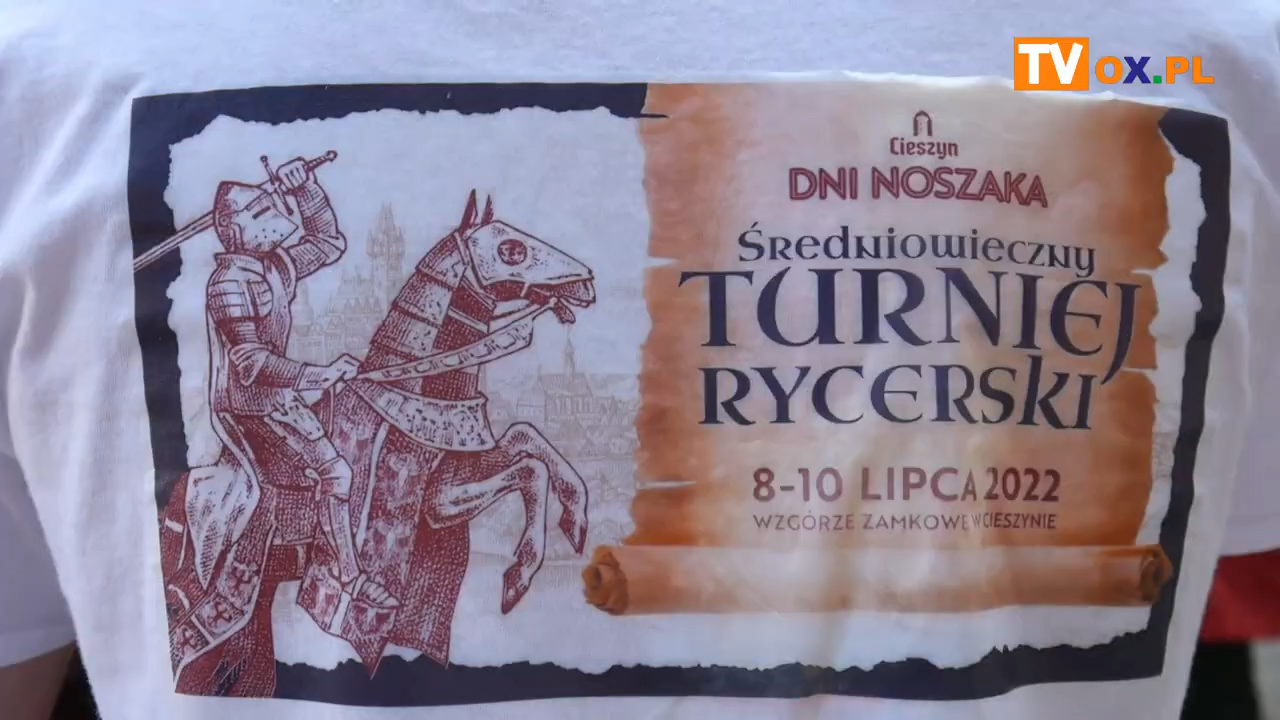 TVOX.PL
Cieszyn
DNI NOSZAKA
ŚREDNIOWIECZNY
TURNIEJ
RYCERSKI
8-10 LIPCA 2022
WZGÓRZE ZAMKOWE W CIESZYNIE